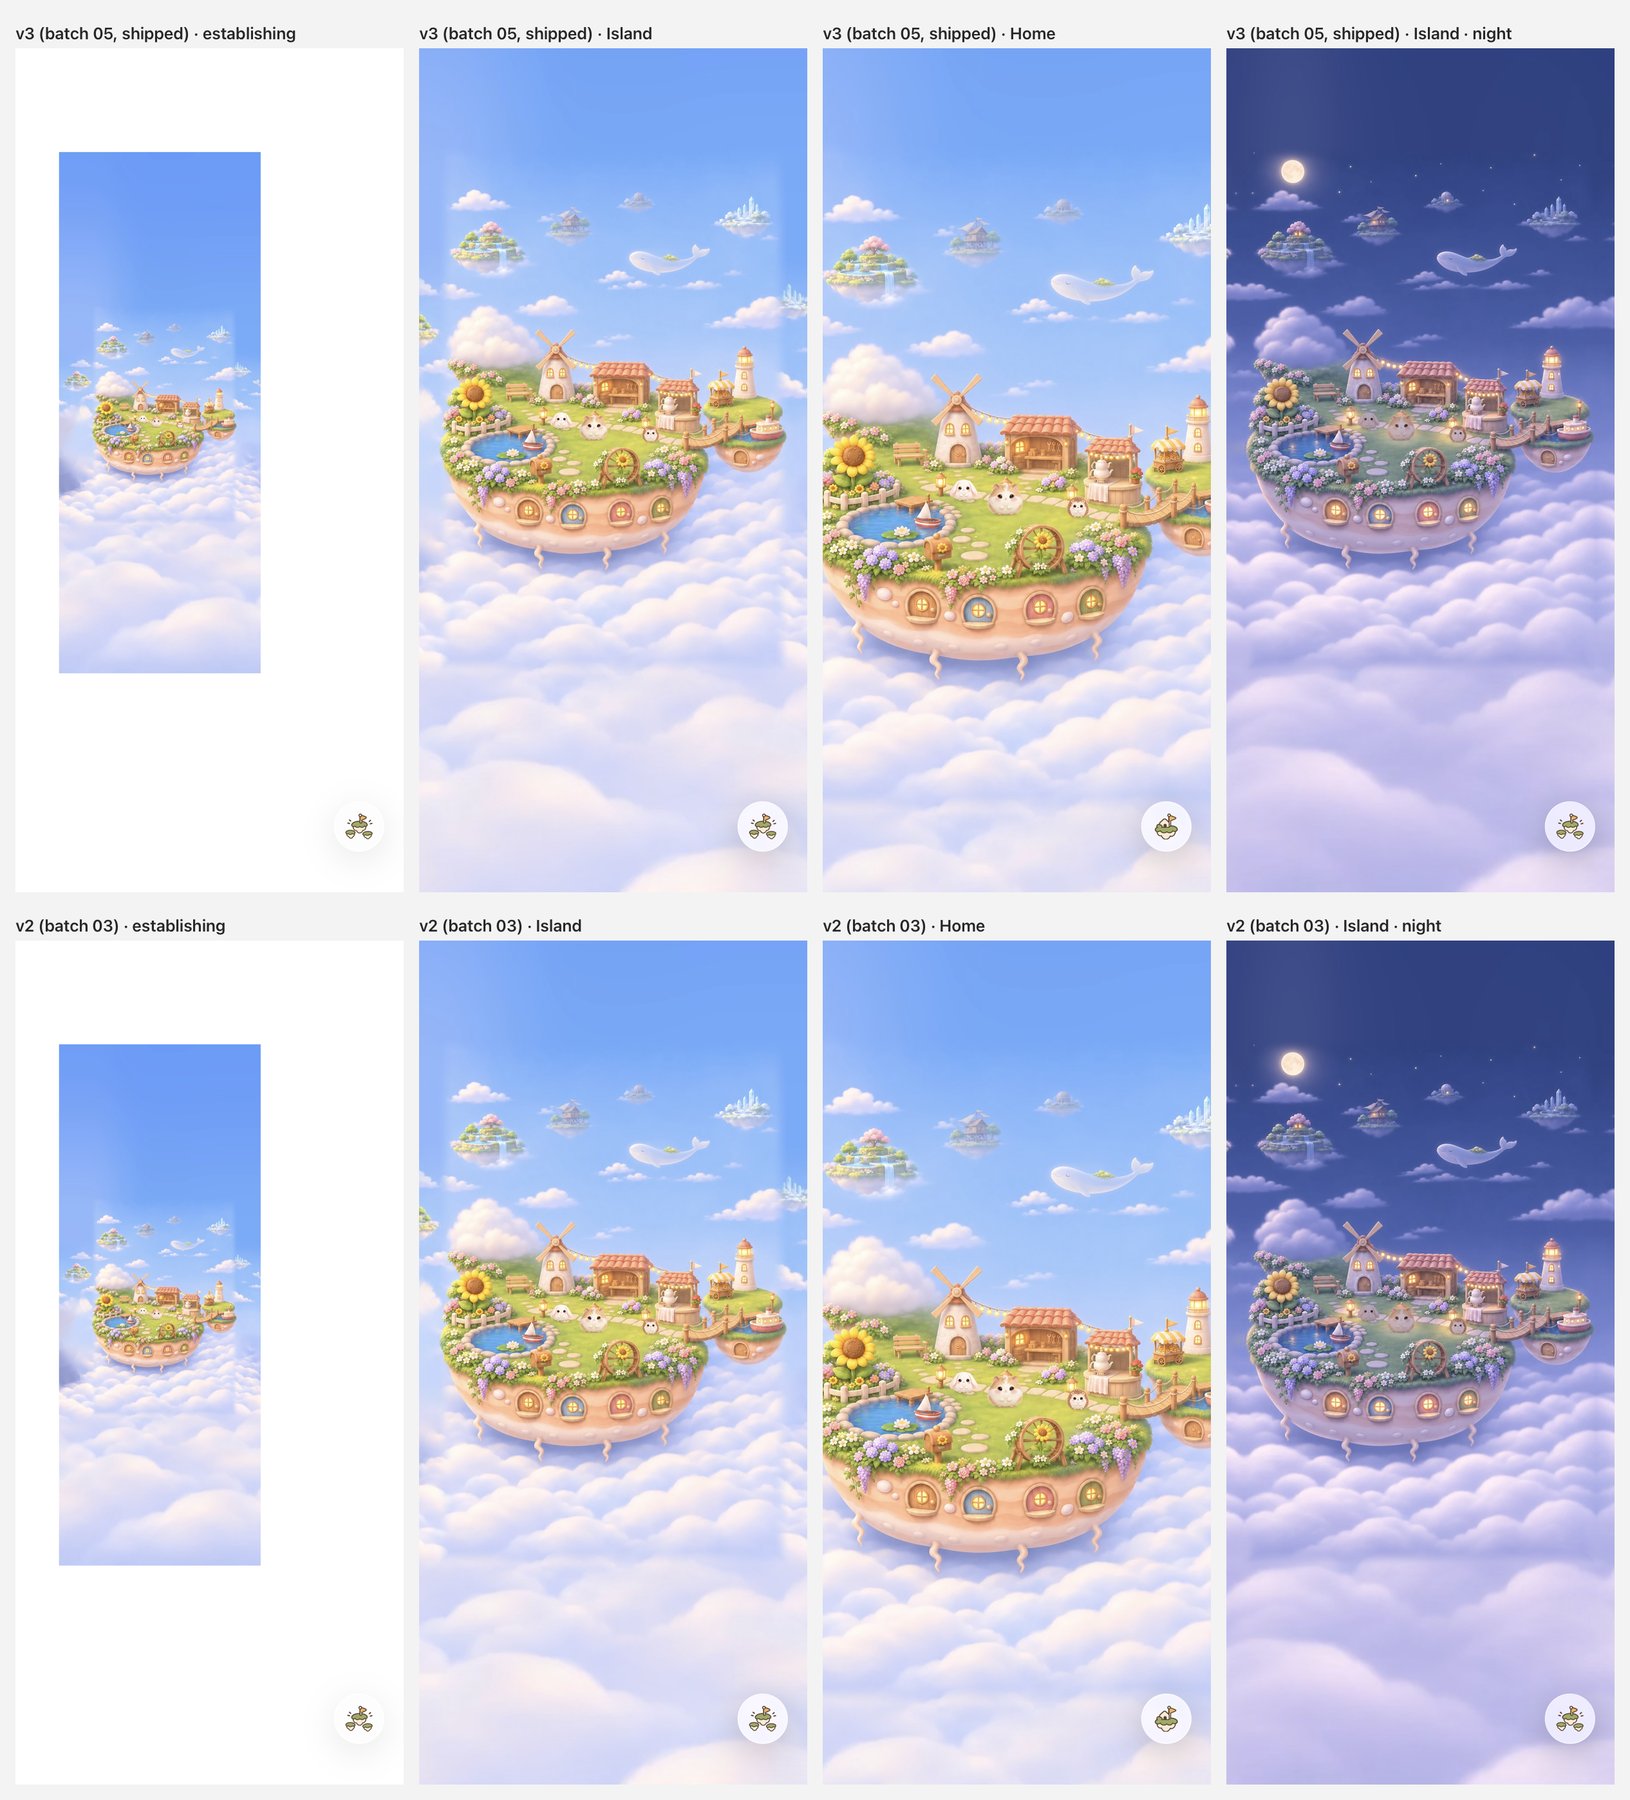 v3 (batch 05, shipped) · establishing
v3 (batch 05, shipped) · Island
v3 (batch 05, shipped) · Home
v3 (batch 05, shipped) · Island · night
v2 (batch 03) · establishing
v2 (batch 03) · Island
v2 (batch 03) · Home
v2 (batch 03) · Island · night